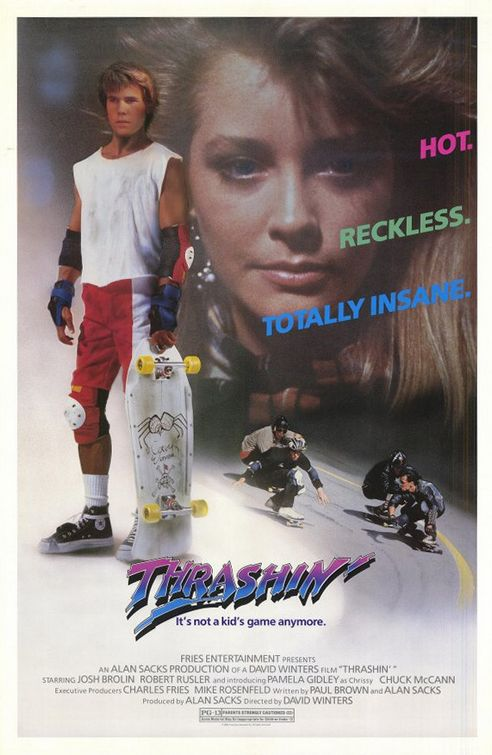 HOT.
RECKLESS.
TOTALLY INSANE.
THRASHIN'
It's not a kid's game anymore.
FRIES ENTERTAINMENT PRESENTS
AN ALAN SACKS PRODUCTION OF A DAVID WINTERS FILM "THRASHIN'"
STARRING JOSH BROLIN ROBERT RUSLER and introducing PAMELA GIDLEY as Chrissy CHUCK McCANN
Executive Producers CHARLES FRIES MIKE ROSENFELD Written by PAUL BROWN and ALAN SACKS
Produced by ALAN SACKS Directed by DAVID WINTERS
PG-13 PARENTS STRONGLY CAUTIONED